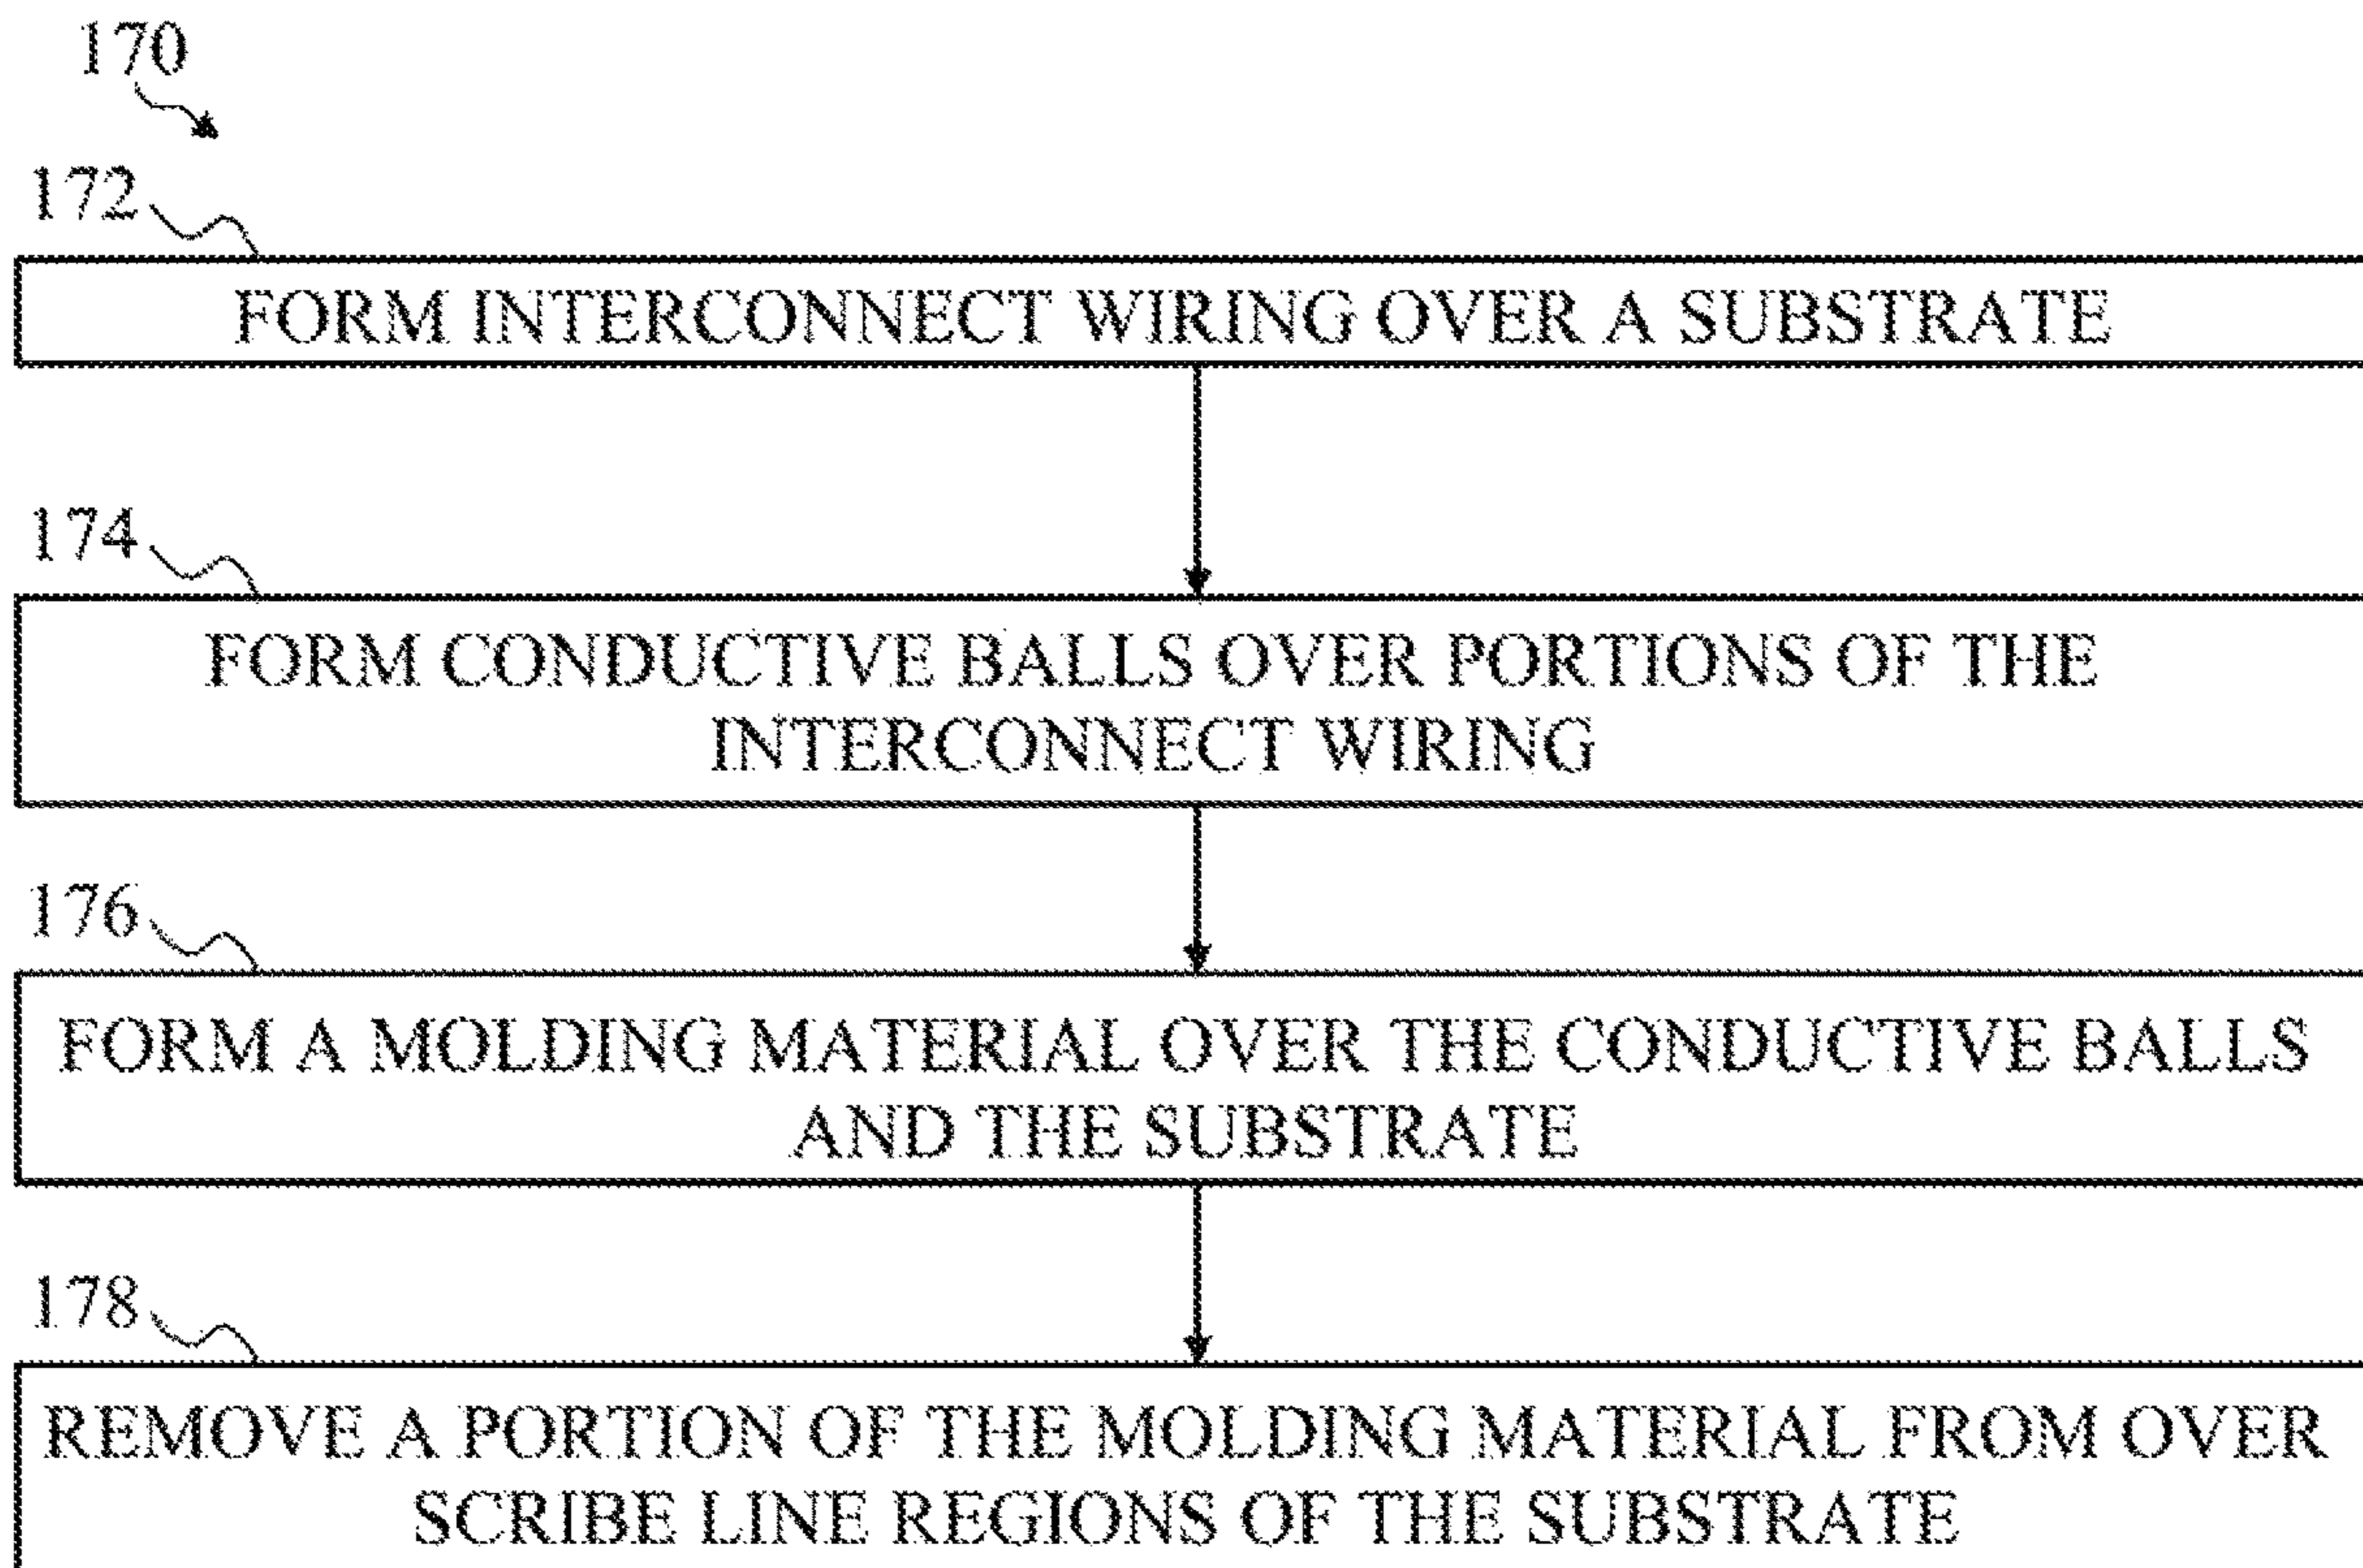 170
172
FORM INTERCONNECT WIRING OVER A SUBSTRATE
174
FORM CONDUCTIVE BALLS OVER PORTIONS OF THE
INTERCONNECT WIRING
176
FORM A MOLDING MATERIAL OVER THE CONDUCTIVE BALLS
AND THE SUBSTRATE
178
REMOVE A PORTION OF THE MOLDING MATERIAL FROM OVER
SCRIBE LINE REGIONS OF THE SUBSTRATE